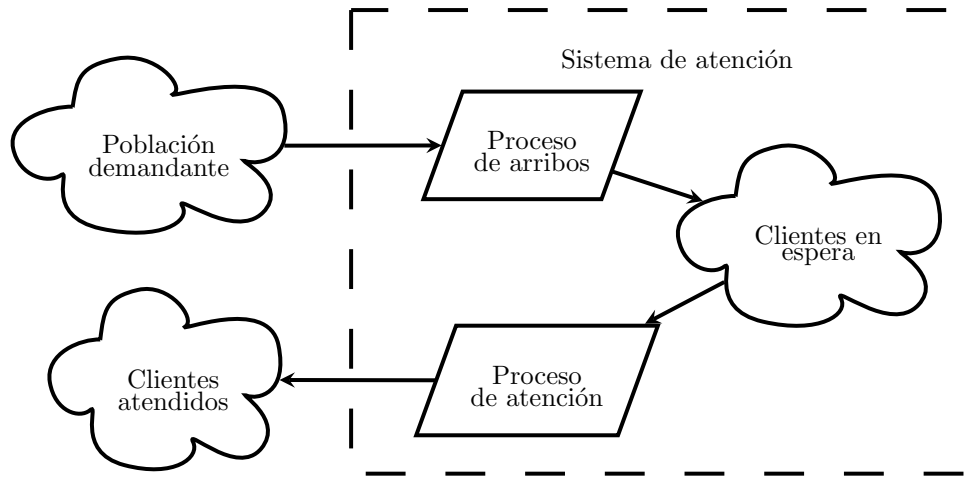 Sistema de atención
Población
demandante
Proceso
de arribos
Clientes en
espera
Proceso
de atención
Clientes
atendidos